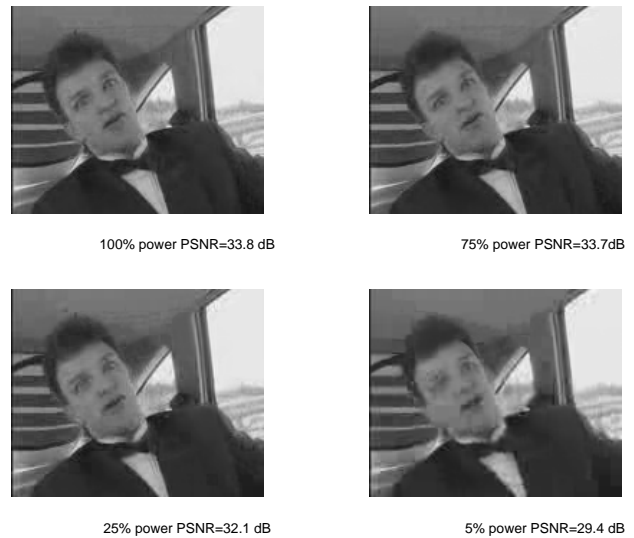 100% power PSNR=33.8 dB
75% power PSNR=33.7dB
25% power PSNR=32.1 dB
5% power PSNR=29.4 dB